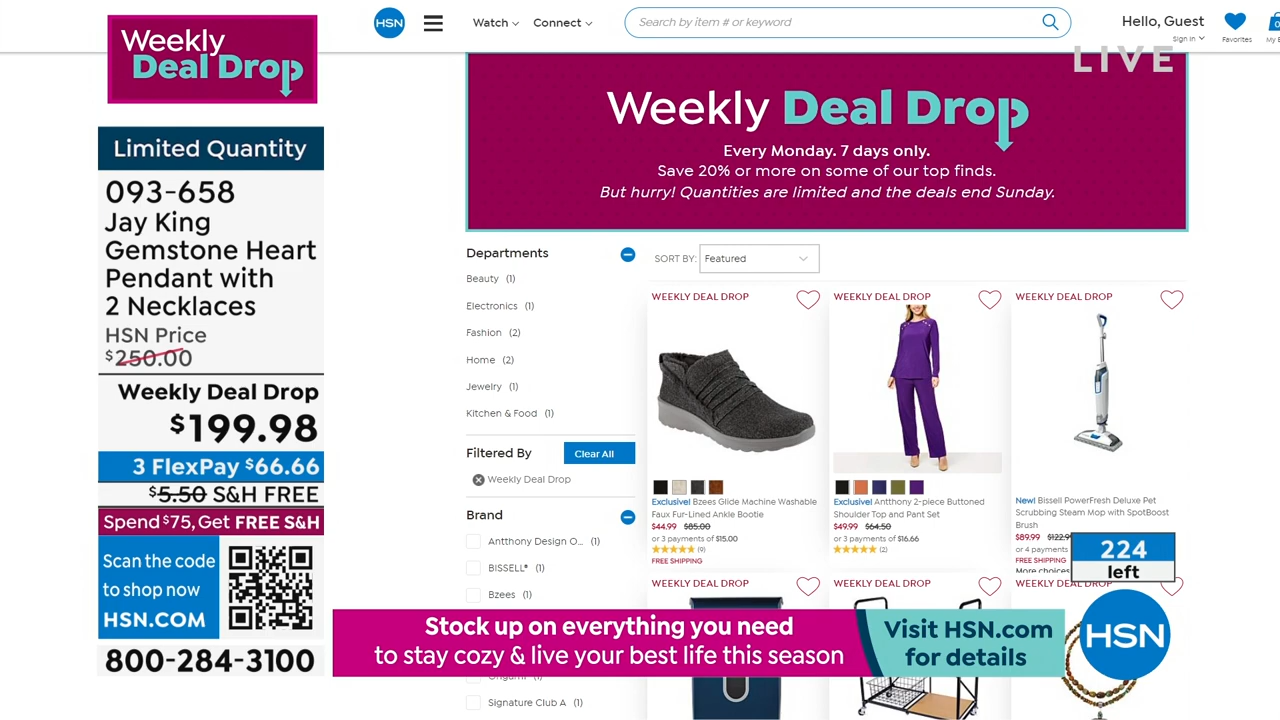 Weekly
Deal Drop
Limited Quantity
093-658
Jay King
Gemstone Heart
Pendant with
2 Necklaces
HSN Price
$250.00
Weekly Deal Drop
$199.98
3 FlexPay $66.66
$5.50 S&H FREE
Spend $75, Get FREE S&H
Scan the code
to shop now
HSN.COM
800-284-3100
HSN
Watch
Connect
Search by item # or keyword
Hello, Guest
Sign In
Favorites
0
LIVE
Weekly Deal Drop
Every Monday. 7 days only.
Save 20% or more on some of our top finds.
But hurry! Quantities are limited and the deals end Sunday.
Departments
Beauty (1)
Electronics (1)
Fashion (2)
Home (2)
Jewelry (1)
Kitchen & Food (1)
Filtered By
Clear All
Weekly Deal Drop
Brand
Antthony Design O... (1)
BISSELL® (1)
Bzees (1)
Signature Club A (1)
SORT BY: Featured
WEEKLY DEAL DROP
Exclusive! Bzees Glide Machine Washable
Faux Fur-Lined Ankle Bootie
$44.99 $85.00
or 3 payments of $15.00
(9)
FREE SHIPPING
WEEKLY DEAL DROP
Exclusive! Antthony 2-piece Buttoned
Shoulder Top and Pant Set
$49.99 $64.50
or 3 payments of $16.66
(2)
WEEKLY DEAL DROP
New! Bissell PowerFresh Deluxe Pet
Scrubbing Steam Mop with SpotBoost
Brush
$89.99
or 4 payments
FREE SHIPPING
More choices
WEEKLY DEAL DROP
WEEKLY DEAL DROP
WEEKLY DEAL DROP
224
left
Stock up on everything you need
to stay cozy & live your best life this season
Visit HSN.com
for details
HSN